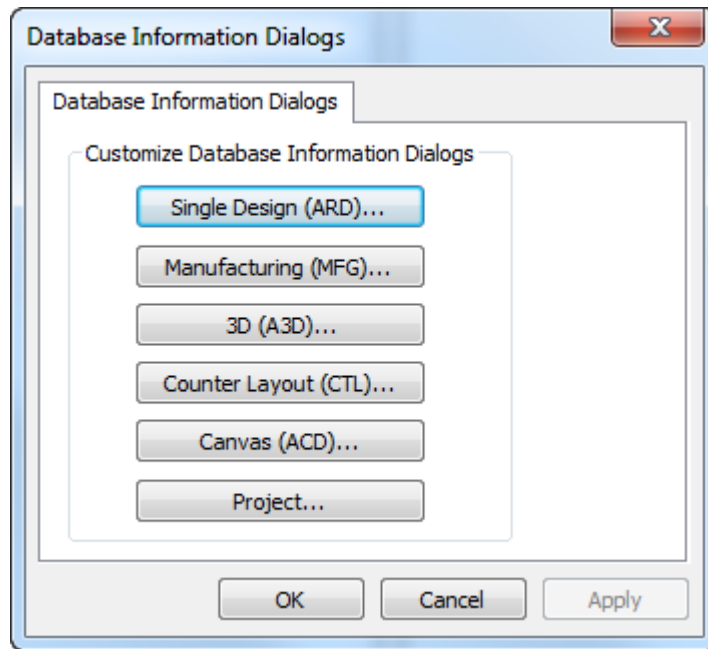 Database Information Dialogs
Database Information Dialogs
Customize Database Information Dialogs
Single Design (ARD)...
Manufacturing (MFG)...
3D (A3D)...
Counter Layout (CTL)...
Canvas (ACD)...
Project...
OK Cancel Apply